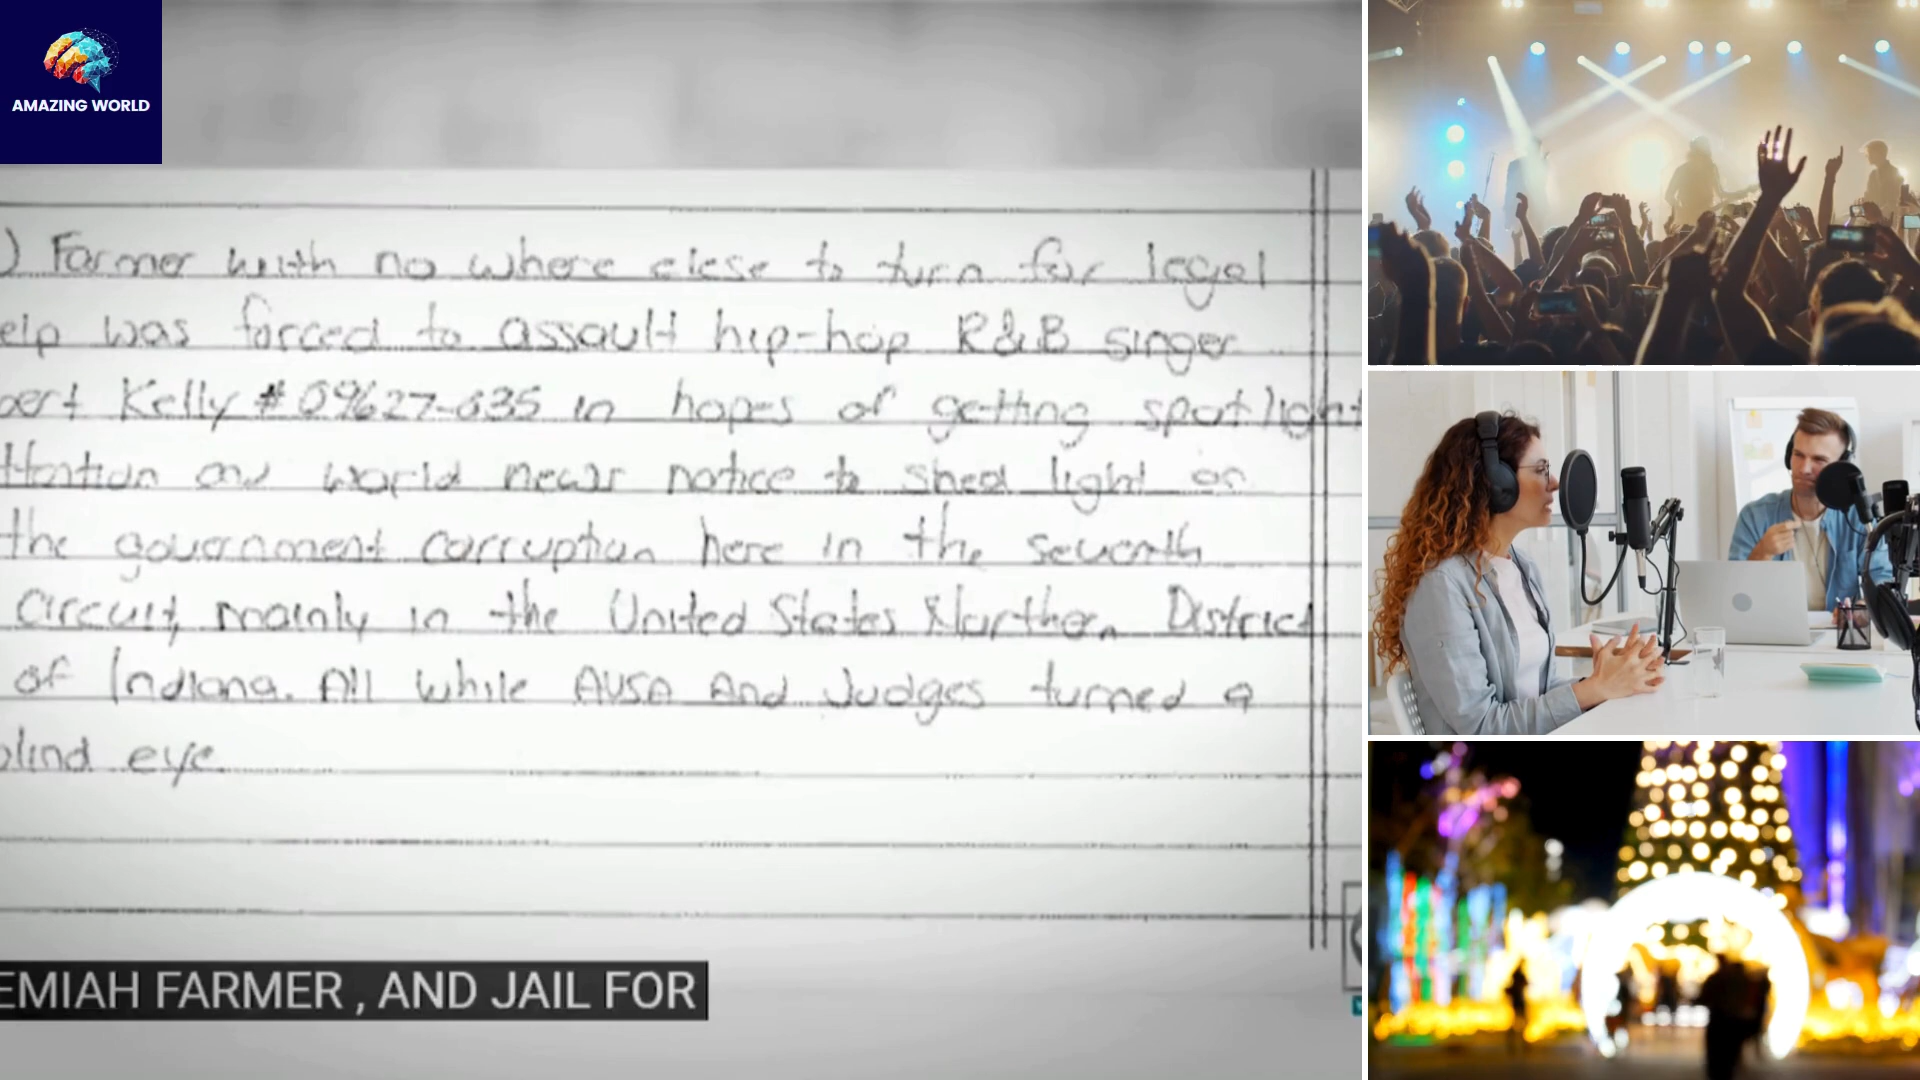 AMAZING WORLD
) Farmer with no where else to turn for legal
elp was forced to assault hip-hop R&B singer
bert Kelly # 09627-035 in hopes of getting spotlight
ttention and world news notice to shed light on
the government corruption here in the seventh
Circuit, mainly in the United States Northern District
of Indiana. All while AUSA And Judges turned a
blind eye
EMIAH FARMER , AND JAIL FOR